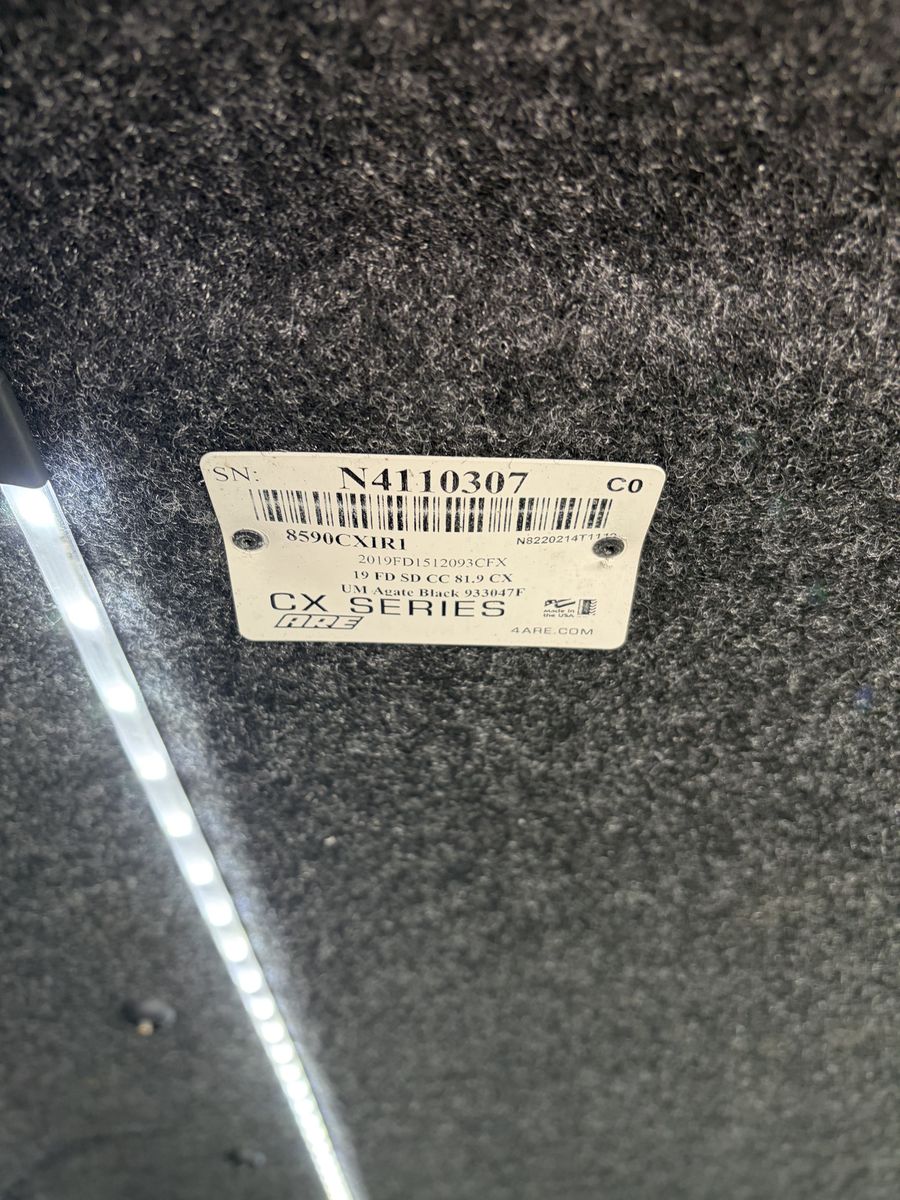 SN: N4110307 C0
8590CXIR1 N8220214T1112
2019FD1512093CFX
19 FD SD CC 81.9 CX
UM Agate Black 933047F
CX SERIES
Made in the USA
ARE
4ARE.COM